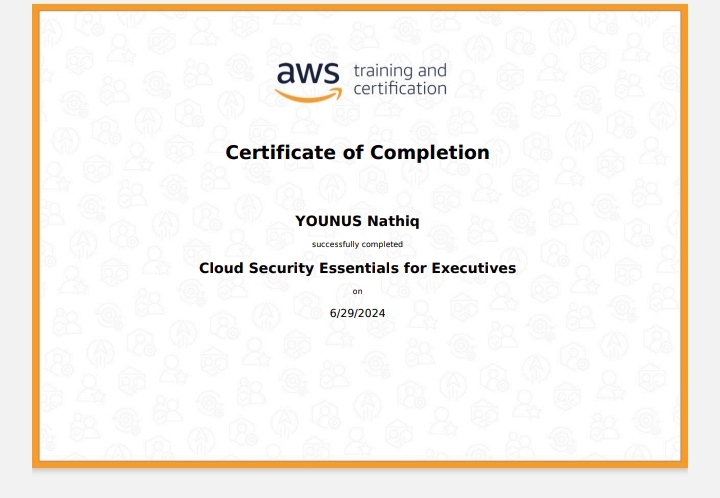 aws training and
certification
Certificate of Completion
YOUNUS Nathiq
successfully completed
Cloud Security Essentials for Executives
on
6/29/2024